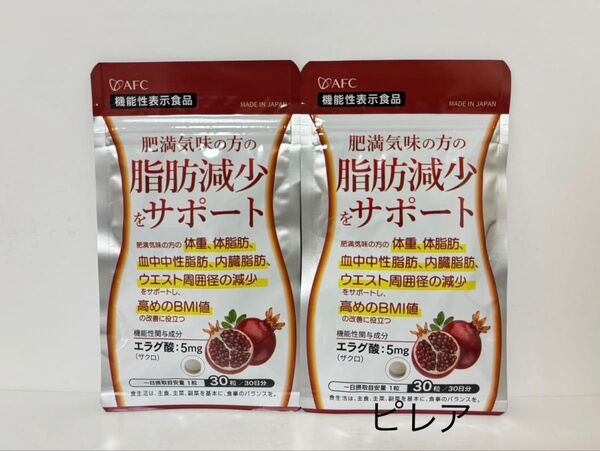 AFC
機能性表示食品
MADE IN JAPAN
肥満気味の方の
脂肪減少
をサポート
肥満気味の方の 体重、体脂肪、
血中中性脂肪、内臓脂肪、
ウエスト周囲径の減少
をサポートし、
高めのBMI値
の改善に役立つ
機能性関与成分
エラグ酸:5mg
(ザクロ)
一日摂取目安量 1粒 30粒/30日分
食生活は、主食、主菜、副菜を基本に、食事のバランスを。
AFC
機能性表示食品
MADE IN JAPAN
肥満気味の方の
脂肪減少
をサポート
肥満気味の方の 体重、体脂肪、
血中中性脂肪、内臓脂肪、
ウエスト周囲径の減少
をサポートし、
高めのBMI値
の改善に役立つ
機能性関与成分
エラグ酸:5mg
(ザクロ)
一日摂取目安量 1粒 30粒/30日分
食生活は、主食、主菜、副菜を基本に、食事のバランスを。
ピレア